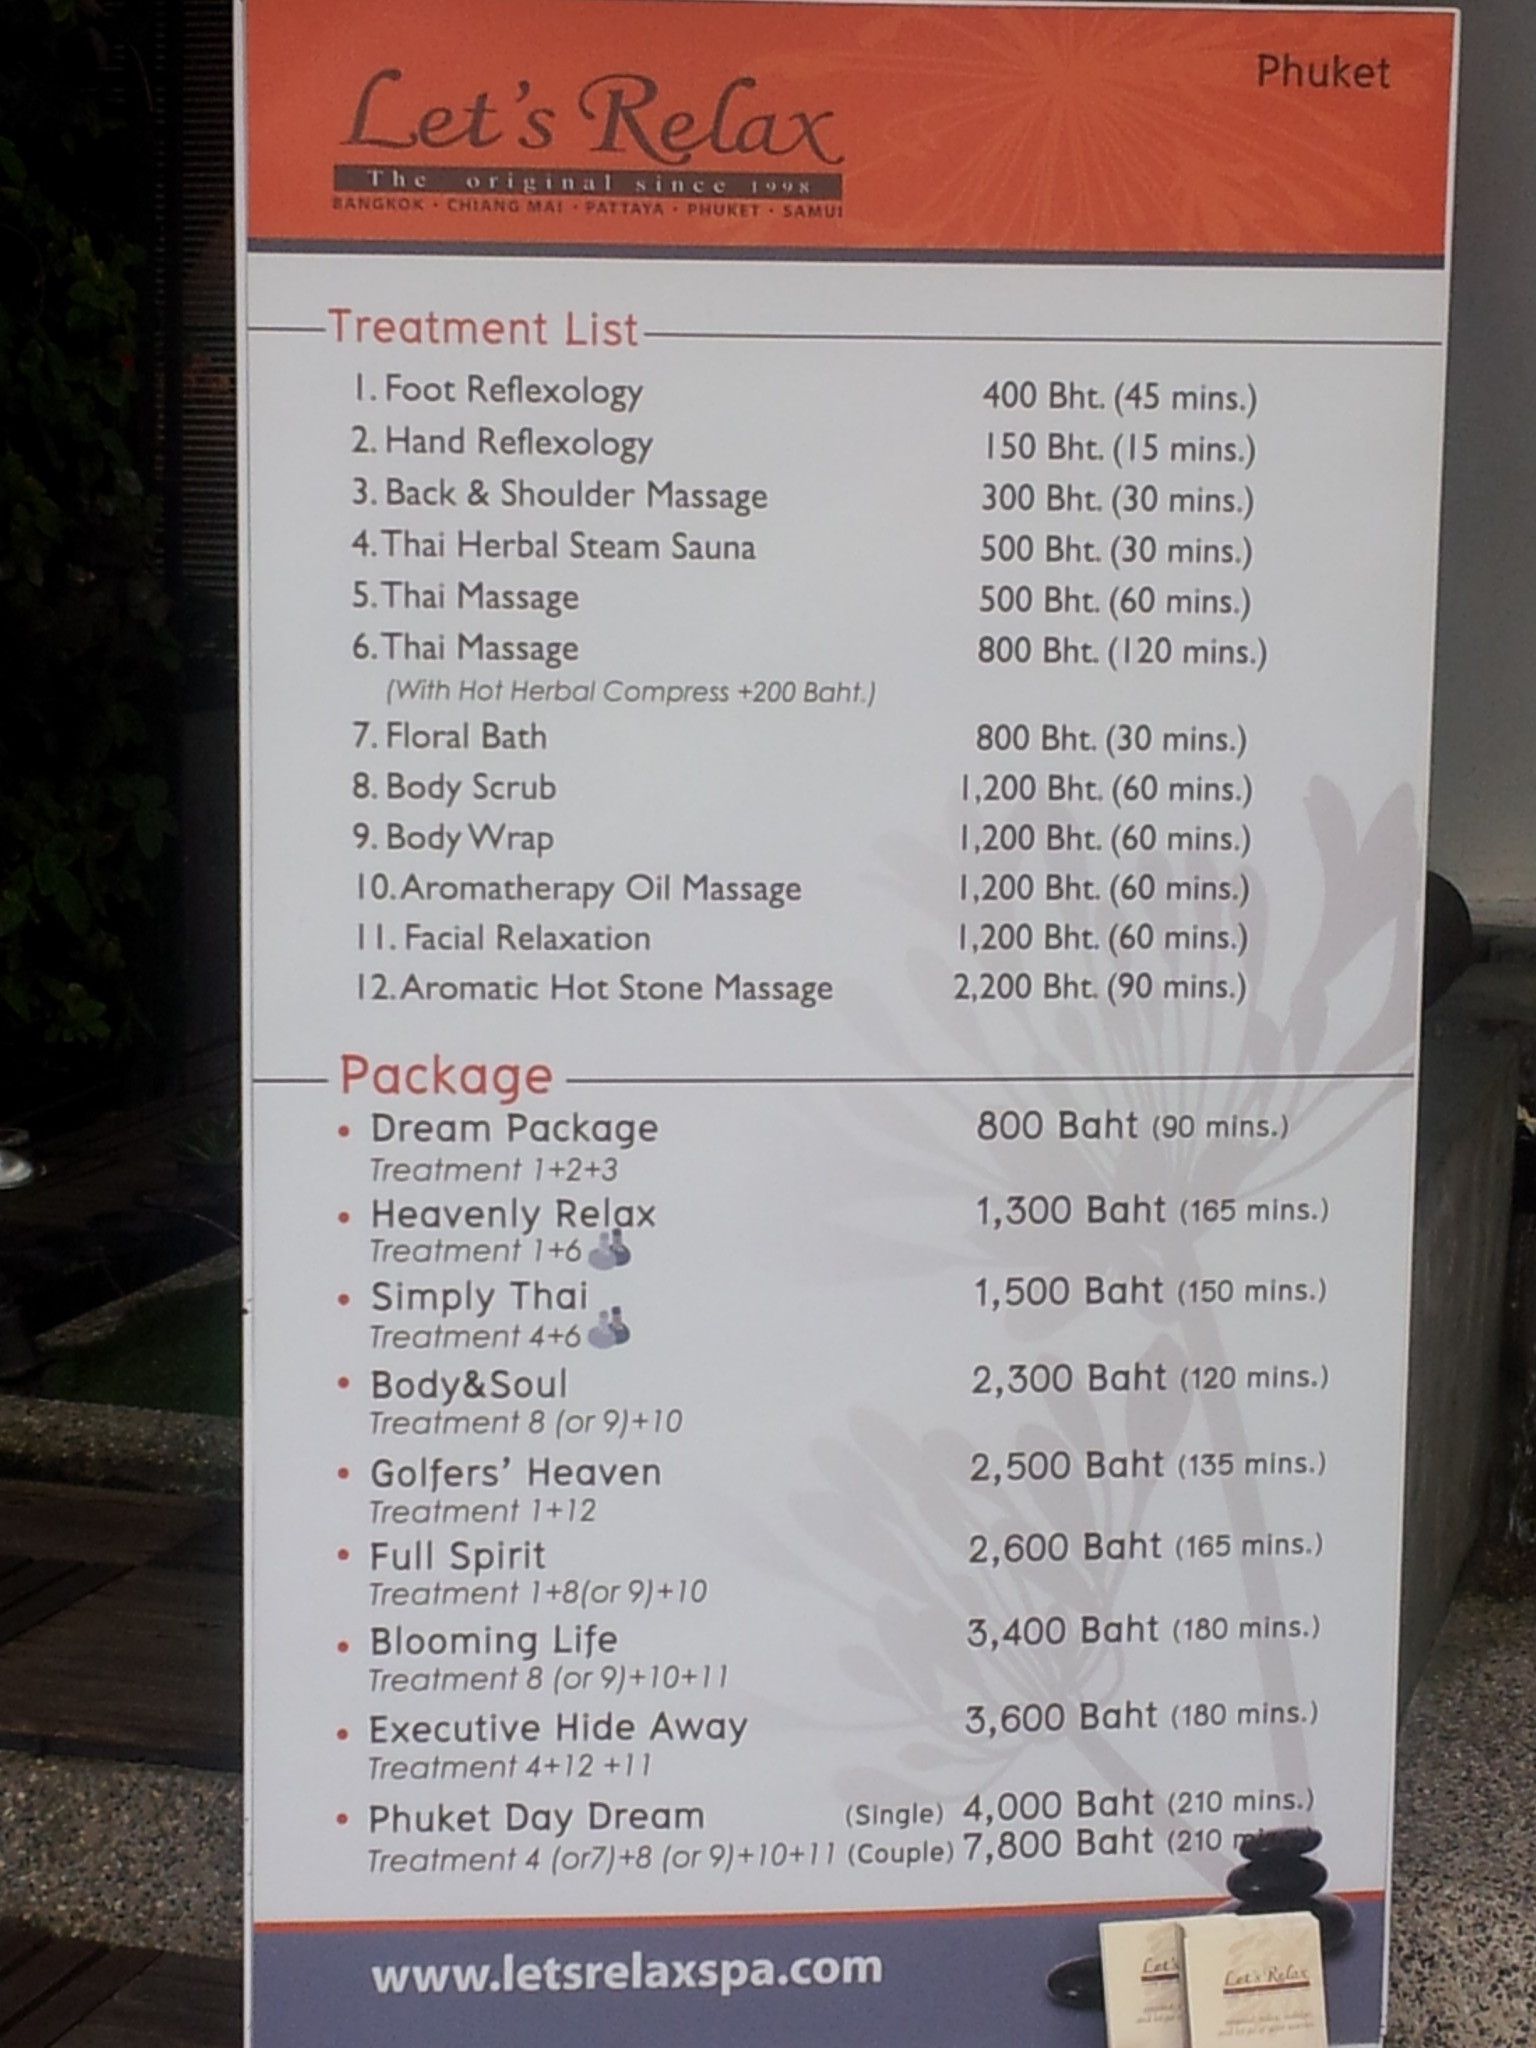 Phuket
Let's Relax
The original since 1998
BANGKOK · CHIANG MAI · PATTAYA · PHUKET · SAMUI
Treatment List
1. Foot Reflexology 400 Bht. (45 mins.)
2. Hand Reflexology 150 Bht. (15 mins.)
3. Back & Shoulder Massage 300 Bht. (30 mins.)
4. Thai Herbal Steam Sauna 500 Bht. (30 mins.)
5. Thai Massage 500 Bht. (60 mins.)
6. Thai Massage 800 Bht. (120 mins.)
(With Hot Herbal Compress +200 Baht.)
7. Floral Bath 800 Bht. (30 mins.)
8. Body Scrub 1,200 Bht. (60 mins.)
9. Body Wrap 1,200 Bht. (60 mins.)
10. Aromatherapy Oil Massage 1,200 Bht. (60 mins.)
11. Facial Relaxation 1,200 Bht. (60 mins.)
12. Aromatic Hot Stone Massage 2,200 Bht. (90 mins.)
Package
• Dream Package 800 Baht (90 mins.)
Treatment 1+2+3
• Heavenly Relax 1,300 Baht (165 mins.)
Treatment 1+6
• Simply Thai 1,500 Baht (150 mins.)
Treatment 4+6
• Body&Soul 2,300 Baht (120 mins.)
Treatment 8 (or 9)+10
• Golfers' Heaven 2,500 Baht (135 mins.)
Treatment 1+12
• Full Spirit 2,600 Baht (165 mins.)
Treatment 1+8(or 9)+10
• Blooming Life 3,400 Baht (180 mins.)
Treatment 8 (or 9)+10+11
• Executive Hide Away 3,600 Baht (180 mins.)
Treatment 4+12 +11
• Phuket Day Dream (Single) 4,000 Baht (210 mins.)
Treatment 4 (or7)+8 (or 9)+10+11 (Couple) 7,800 Baht (210
www.letsrelaxspa.com
Let's
Let's Relax